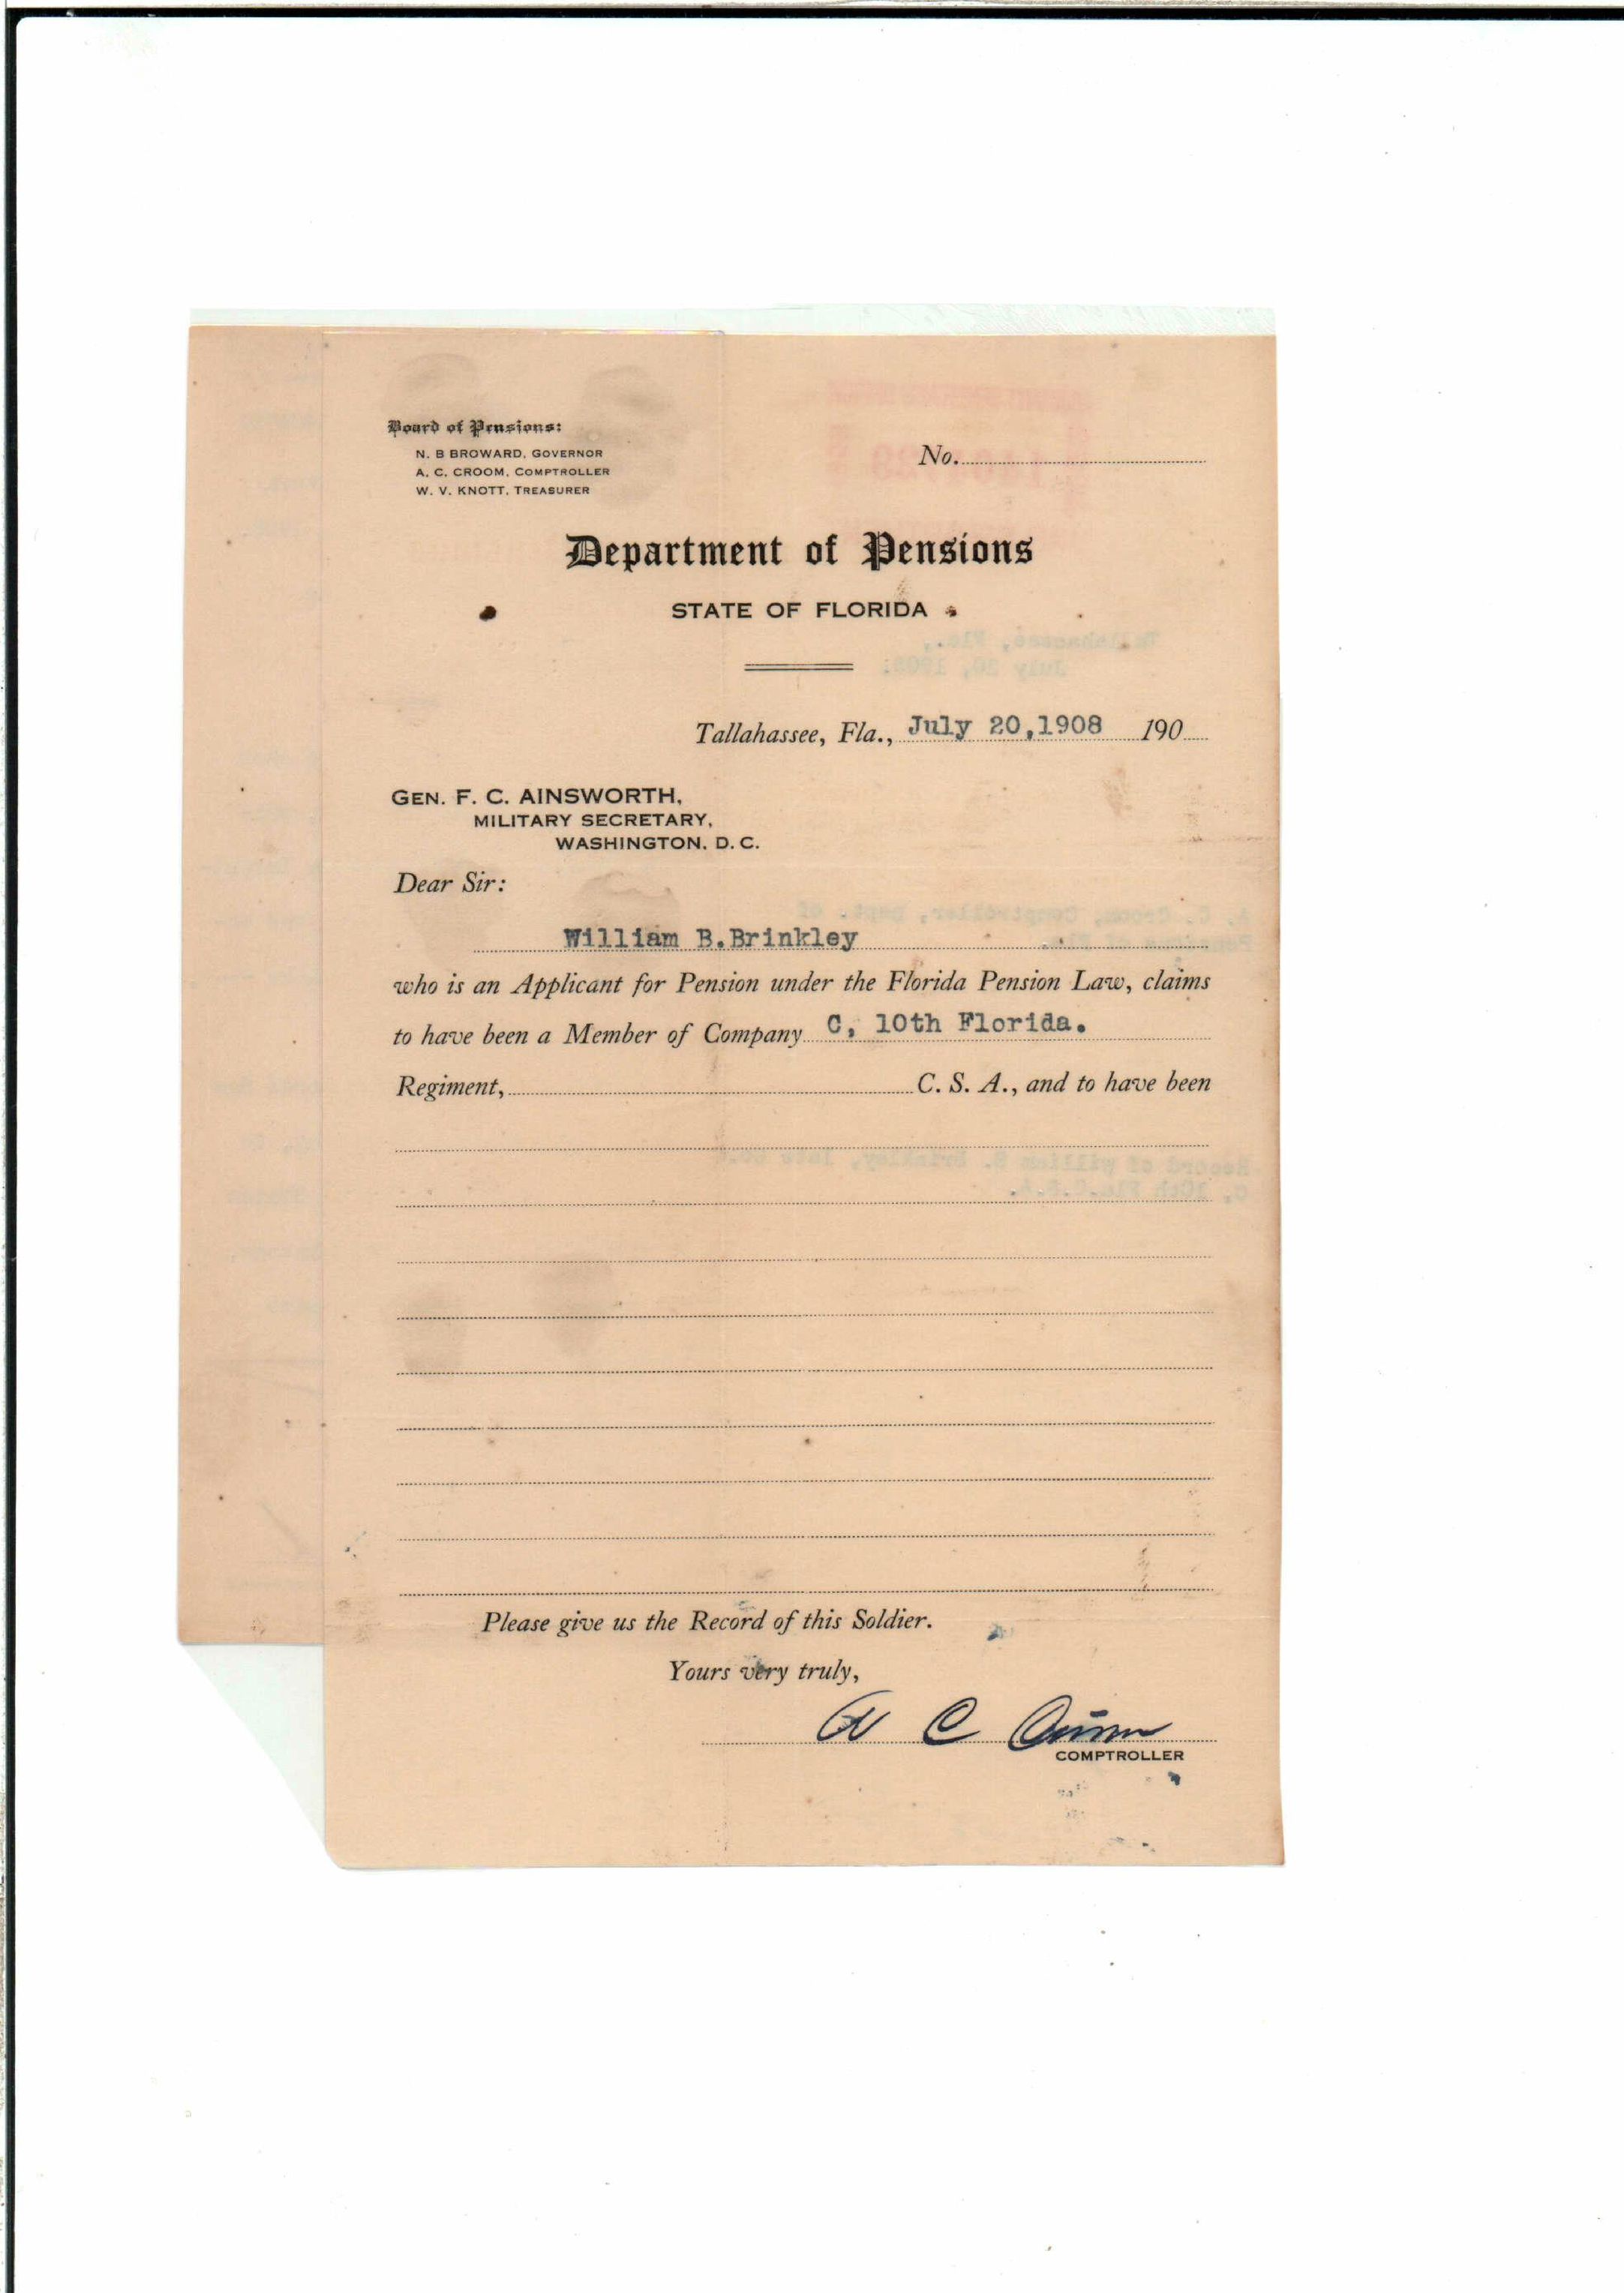 Board of Pensions:
N. B BROWARD, GOVERNOR
A. C. CROOM, COMPTROLLER
W. V. KNOTT, TREASURER
No.
Department of Pensions
STATE OF FLORIDA
Tallahassee, Fla., July 20,1908 190
GEN. F. C. AINSWORTH,
MILITARY SECRETARY,
WASHINGTON, D. C.
Dear Sir:
William B.Brinkley
who is an Applicant for Pension under the Florida Pension Law, claims
to have been a Member of Company C, 10th Florida.
Regiment, C. S. A., and to have been
Please give us the Record of this Soldier.
Yours very truly,
A C Croom
COMPTROLLER